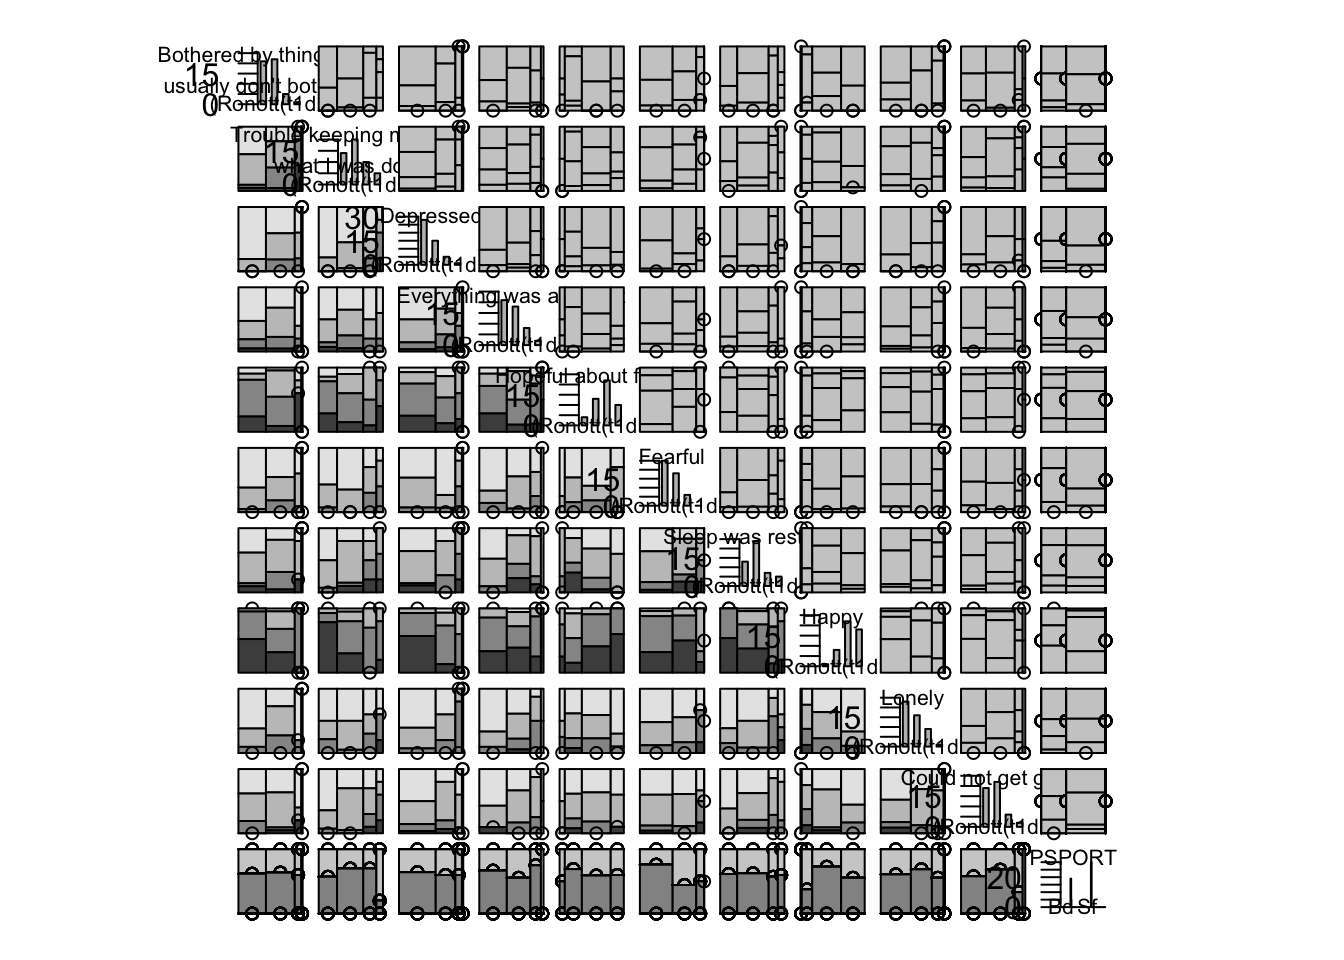 Bothered by thing
15
usually don't bot
0
(Ronott(t1d
Trouble keeping m
15
what I was do
0
(Ronott(t1d
30
Depressed
15
(Ronott(t1d
Everything was a
15
0
(Ronott(t1d
Hopeful about f
15
0
(Ronott(t1d
Fearful
15
0
(Ronott(t1d
Sleep was rest
15
0
(Ronott(t1d
Happy
15
0
(Ronott(t1d
Lonely
15
0
(Ronott(t1d
Could not get g
15
0
(Ronott(t1d
PSPORT
20
0
Bd Sf